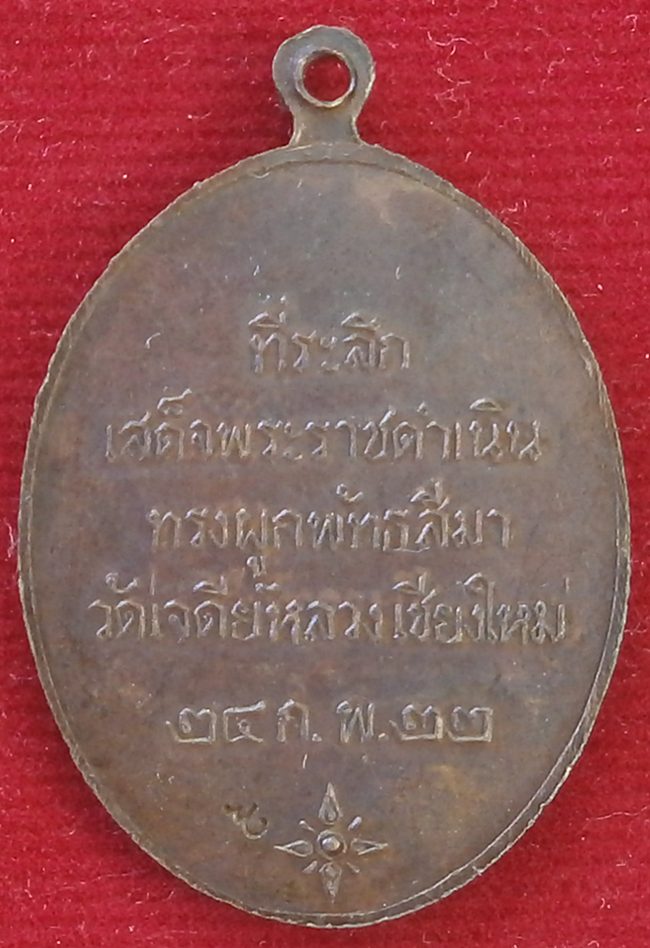 ที่ระลึก
เสด็จพระราชดำเนิน
ทรงผูกพัทธสีมา
วัดเจดีย์หลวงเชียงใหม่
๒๔ ก.พ.๒๒